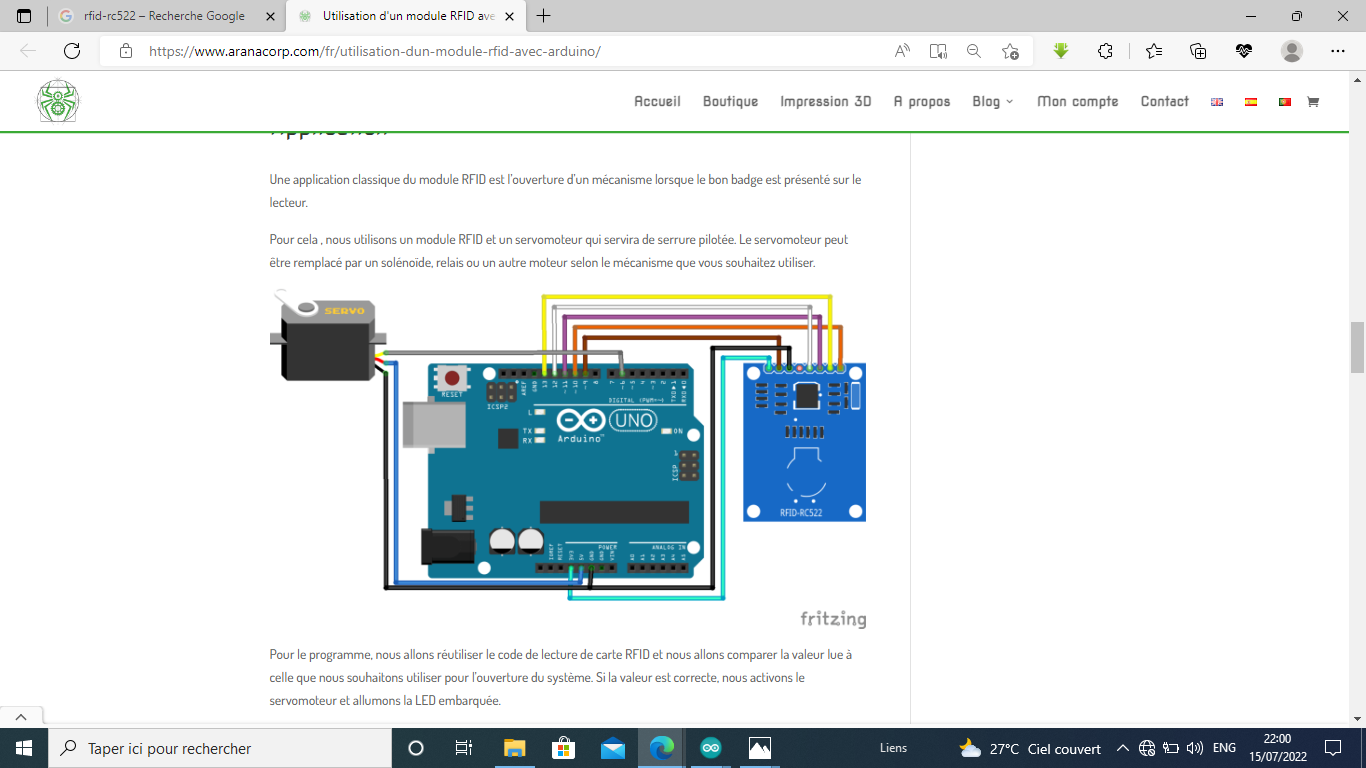 rfid-rc522 – Recherche Google
Utilisation d'un module RFID ave
https://www.aranacorp.com/fr/utilisation-dun-module-rfid-avec-arduino/
Accueil Boutique Impression 3D A propos Blog Mon compte Contact
Application
Une application classique du module RFID est l'ouverture d'un mécanisme lorsque le bon badge est présenté sur le
lecteur.
Pour cela , nous utilisons un module RFID et un servomoteur qui servira de serrure pilotée. Le servomoteur peut
être remplacé par un solénoïde, relais ou un autre moteur selon le mécanisme que vous souhaitez utiliser.
SERVO
RESET
ICSP2
AREF
GND
13
12
~11
~10
~9
8
7
~6
~5
4
~3
2
DIGITAL (PWM=~)
L
TX
RX
Arduino
UNO
ON
ICSP
RFID-RC522
IOREF
RESET
3V3
5V
GND
GND
VIN
POWER
ANALOG IN
A0
A1
A2
A3
A4
A5
fritzing
Pour le programme, nous allons réutiliser le code de lecture de carte RFID et nous allons comparer la valeur lue à
celle que nous souhaitons utiliser pour l'ouverture du système. Si la valeur est correcte, nous activons le
servomoteur et allumons la LED embarquée.
Taper ici pour rechercher
Liens
27°C Ciel couvert
ENG
22:00
15/07/2022